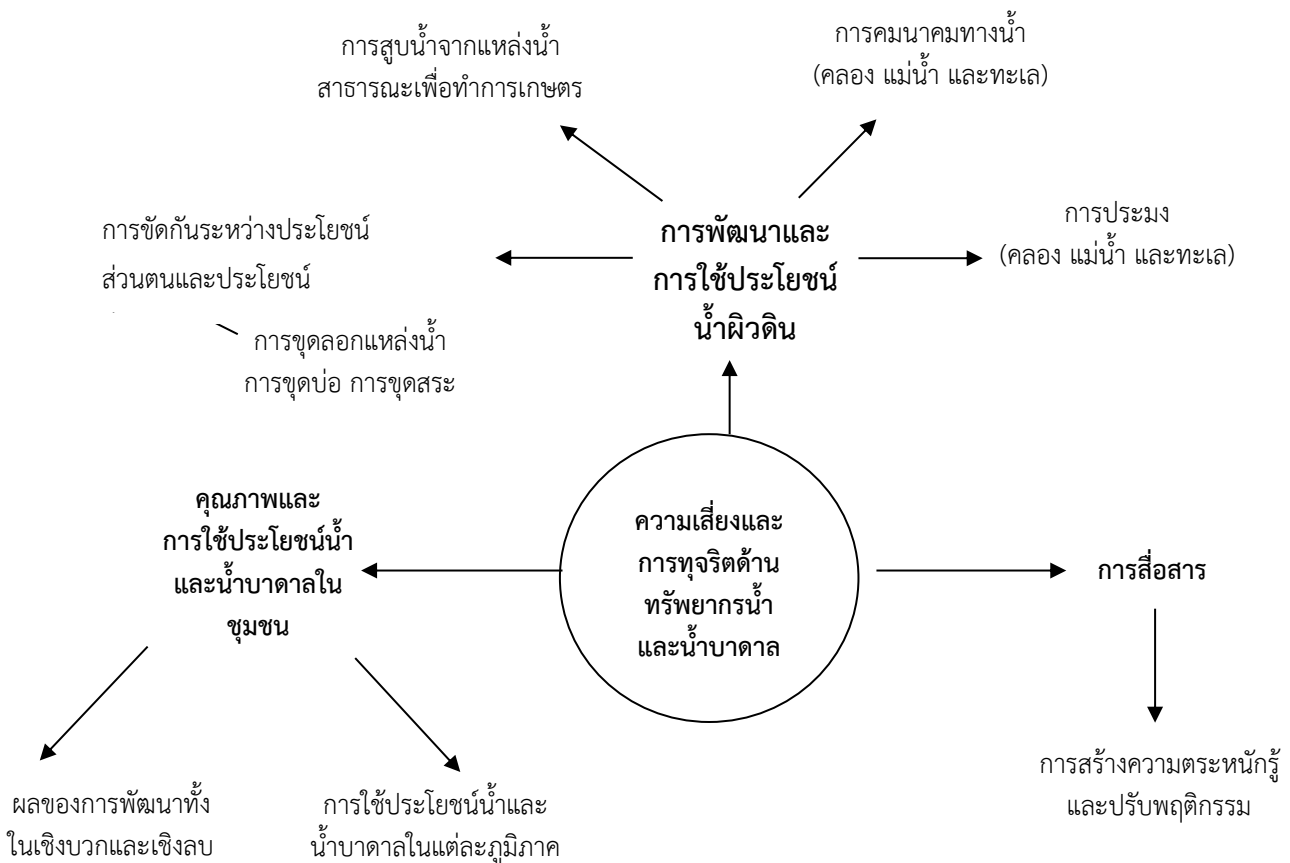 การสูบน้ำจากแหล่งน้ำ
สาธารณะเพื่อทำการเกษตร
การคมนาคมทางน้ำ
(คลอง แม่น้ำ และทะเล)
การขัดกันระหว่างประโยชน์
ส่วนตนและประโยชน์
การพัฒนาและ
การใช้ประโยชน์
น้ำผิวดิน
การประมง
(คลอง แม่น้ำ และทะเล)
การขุดลอกแหล่งน้ำ
การขุดบ่อ การขุดสระ
คุณภาพและ
การใช้ประโยชน์น้ำ
และน้ำบาดาลใน
ชุมชน
ความเสี่ยงและ
การทุจริตด้าน
ทรัพยากรน้ำ
และน้ำบาดาล
การสื่อสาร
ผลของการพัฒนาทั้ง
ในเชิงบวกและเชิงลบ
การใช้ประโยชน์น้ำและ
น้ำบาดาลในแต่ละภูมิภาค
การสร้างความตระหนักรู้
และปรับพฤติกรรม